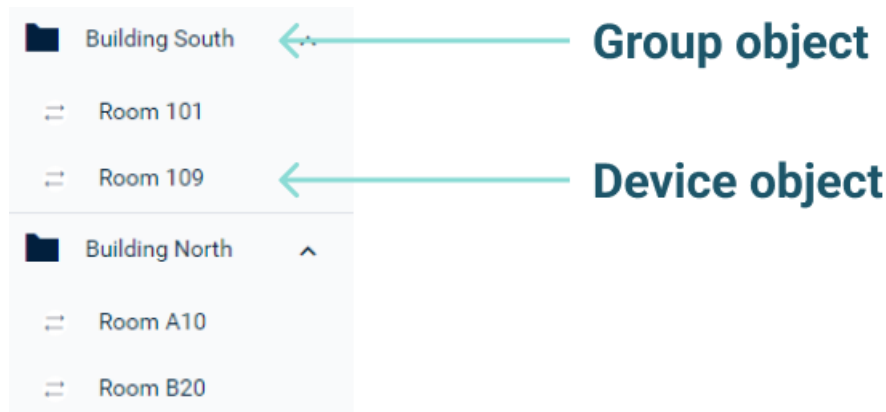 Building South
Group object
Room 101
Room 109
Device object
Building North
Room A10
Room B20